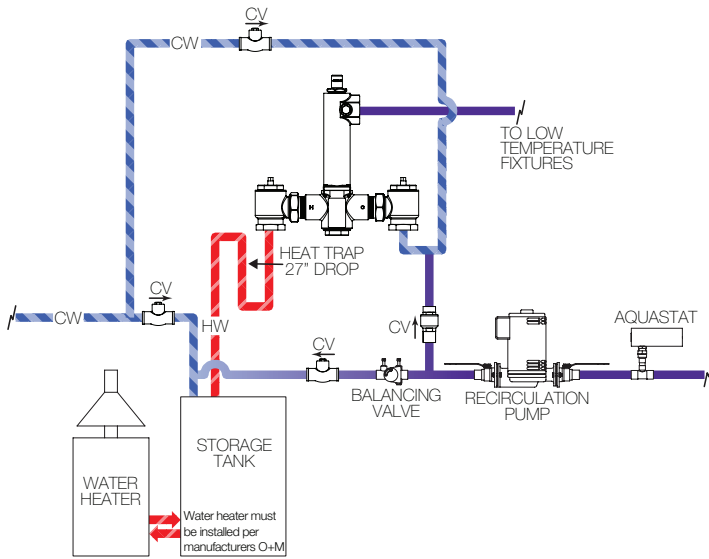 CV
CW
TO LOW
TEMPERATURE
FIXTURES
H
C
HEAT TRAP
27" DROP
CV
CW
HW
CV
AQUASTAT
CV
BALANCING
VALVE
RECIRCULATION
PUMP
STORAGE
TANK
WATER
HEATER
Water heater must
be installed per
manufacturers O+M